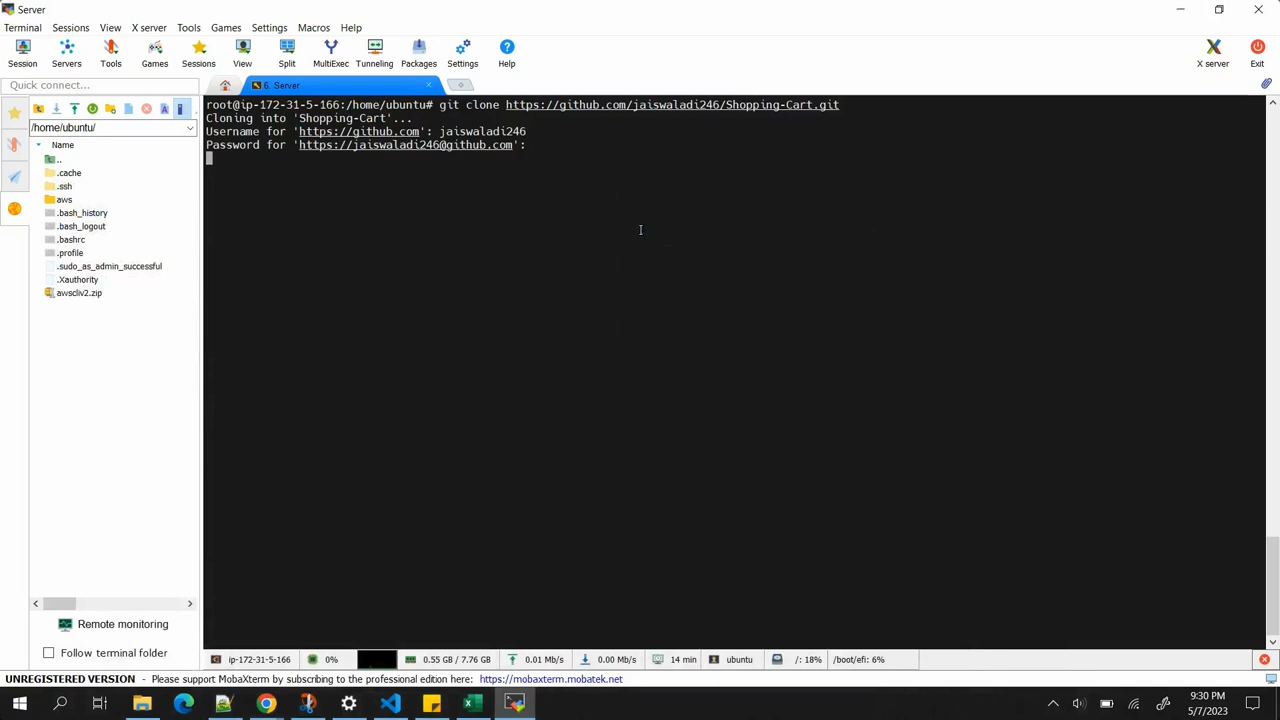 Server
Terminal Sessions View X server Tools Games Settings Macros Help
Session Servers Tools Games Sessions View Split MultiExec Tunneling Packages Settings Help X server Exit
Quick connect...
6. Server
/home/ubuntu/
Name
..
.cache
.ssh
aws
.bash_history
.bash_logout
.bashrc
.profile
.sudo_as_admin_successful
.Xauthority
awscliv2.zip
root@ip-172-31-5-166:/home/ubuntu# git clone https://github.com/jaiswaladi246/Shopping-Cart.git
Cloning into 'Shopping-Cart'...
Username for 'https://github.com': jaiswaladi246
Password for 'https://jaiswaladi246@github.com':
Remote monitoring
Follow terminal folder
ip-172-31-5-166 0% 0.55 GB / 7.76 GB 0.01 Mb/s 0.00 Mb/s 14 min ubuntu /: 18% /boot/efi: 6%
UNREGISTERED VERSION - Please support MobaXterm by subscribing to the professional edition here: https://mobaxterm.mobatek.net
9:30 PM
5/7/2023